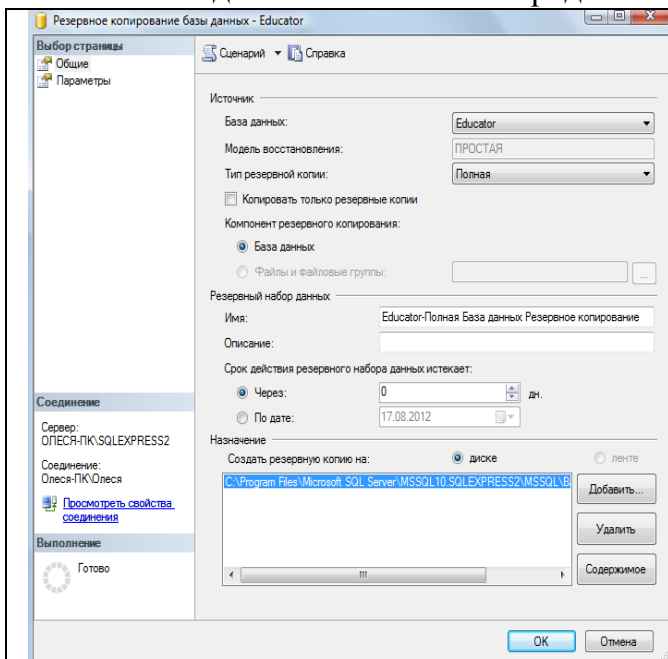 Резервное копирование базы данных - Educator
Выбор страницы
Общие
Параметры
Сценарий
Справка
Источник
База данных:
Educator
Модель восстановления:
ПРОСТАЯ
Тип резервной копии:
Полная
Копировать только резервные копии
Компонент резервного копирования:
База данных
Файлы и файловые группы:
...
Резервный набор данных
Имя:
Educator-Полная База данных Резервное копирование
Описание:
Срок действия резервного набора данных истекает:
Через:
0
дн.
По дате:
17.08.2012
Назначение
Создать резервную копию на:
диске
ленте
C:\Program Files\Microsoft SQL Server\MSSQL10.SQLEXPRESS2\MSSQL\
Добавить...
Удалить
Содержимое
Соединение
Сервер:
ОЛЕСЯ-ПК\SQLEXPRESS2
Соединение:
Олеся-ПК\Олеся
Просмотреть свойства
соединения
Выполнение
Готово
OK
Отмена